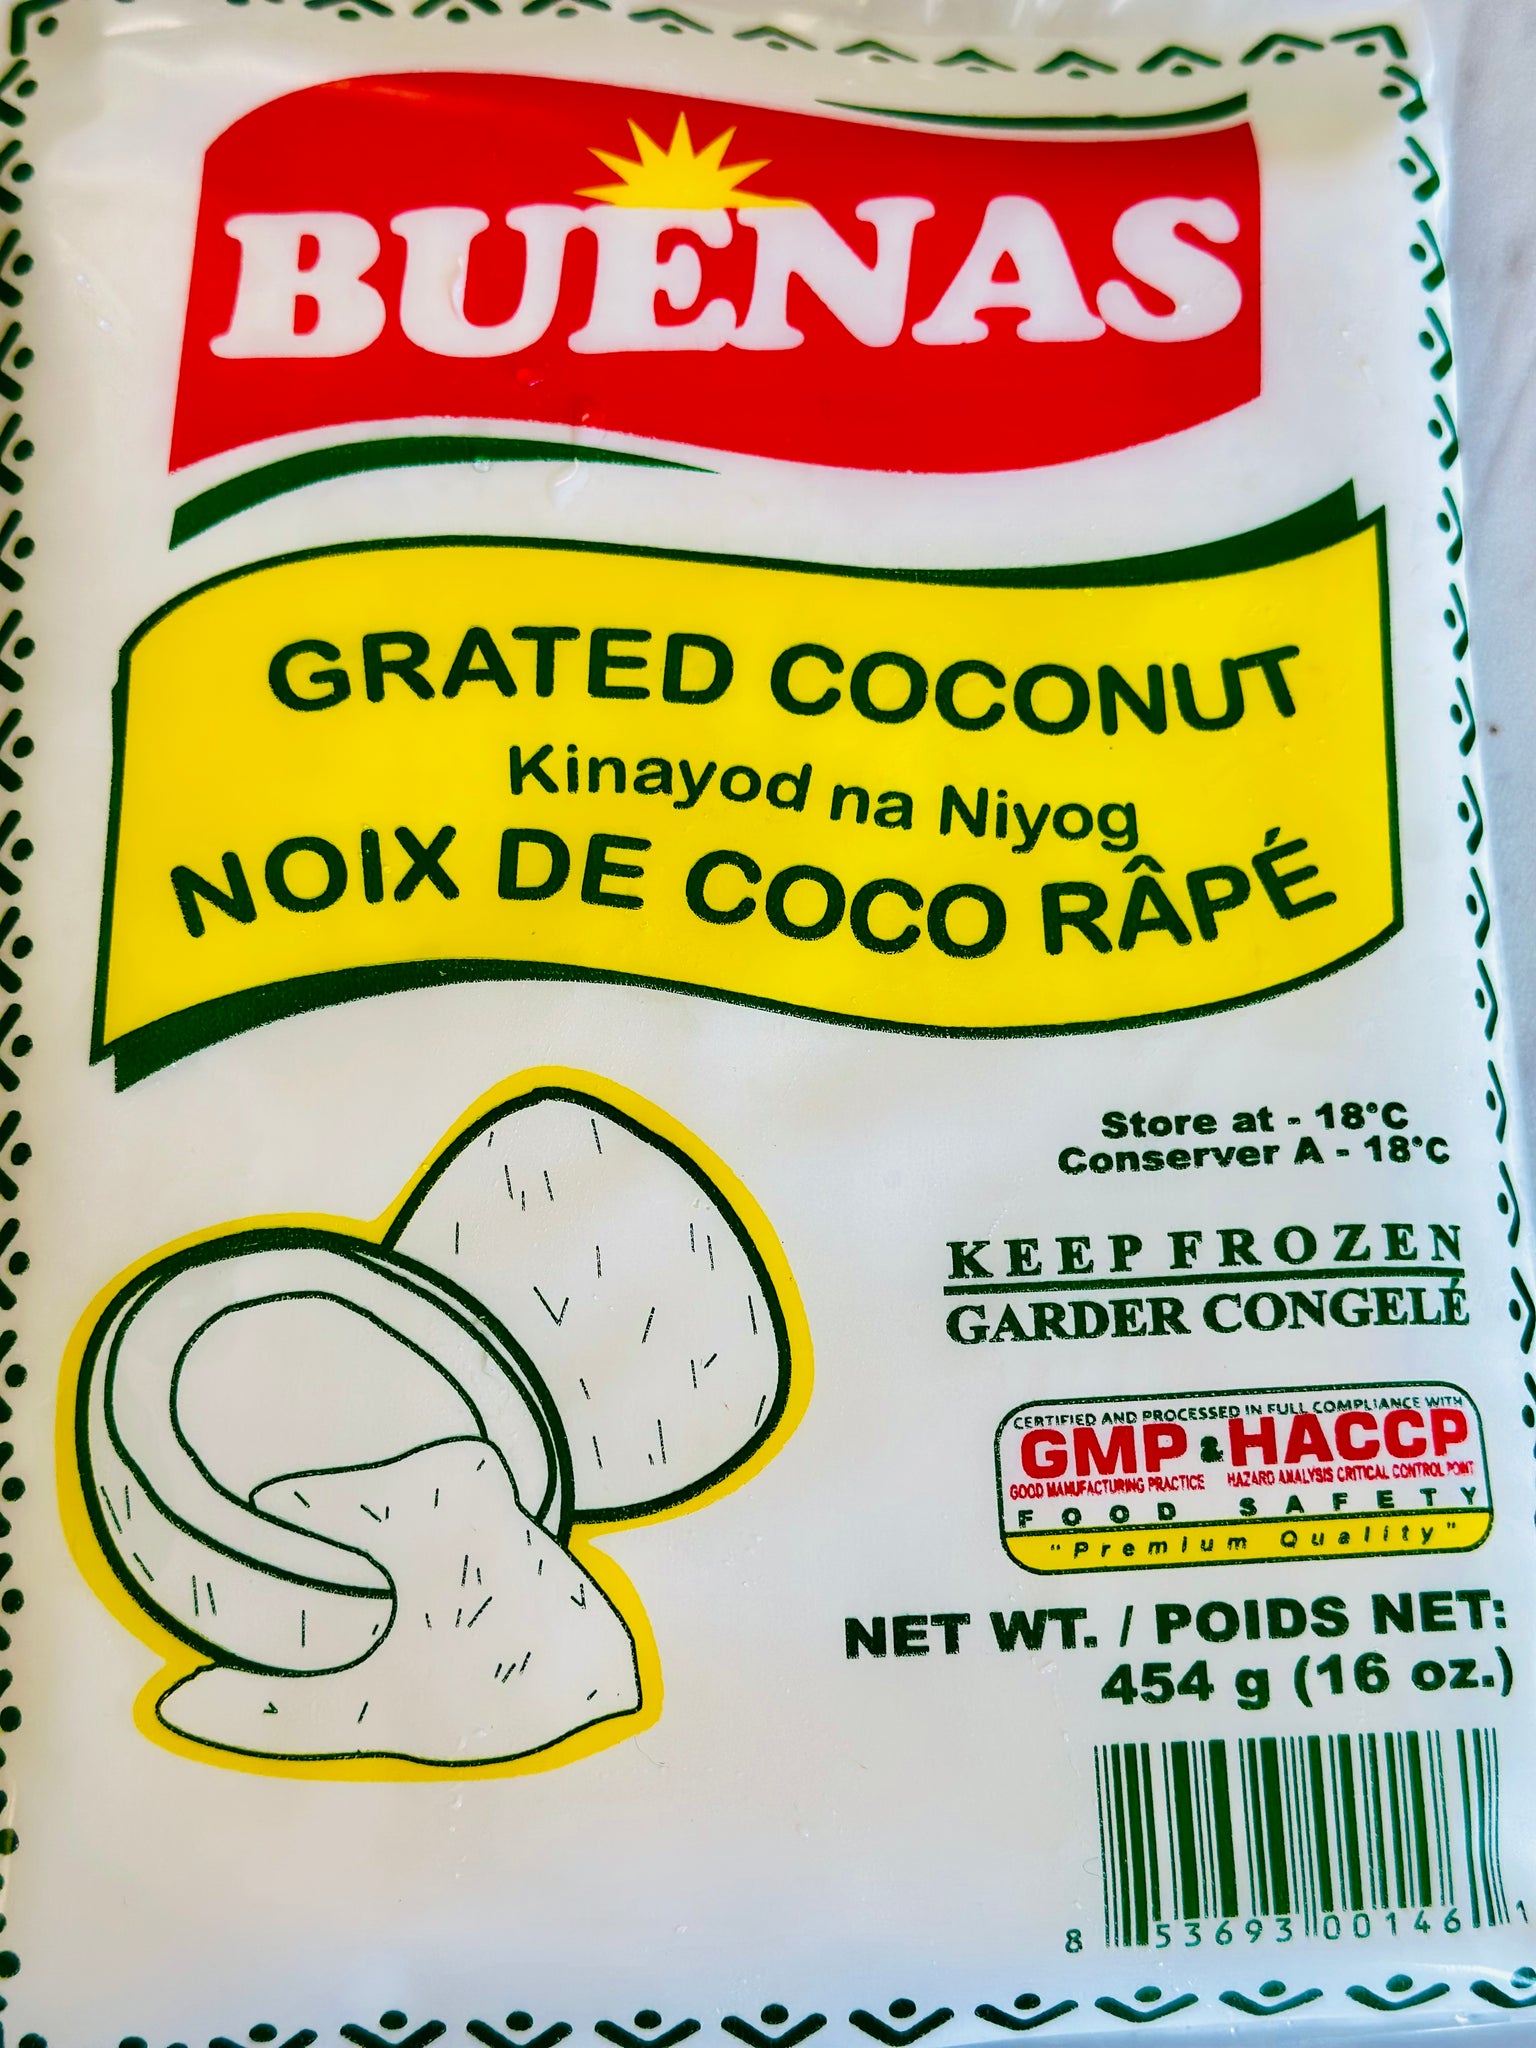 BUENAS
GRATED COCONUT
Kinayod na Niyog
NOIX DE COCO RÂPÉ
Store at - 18°C
Conserver A - 18°C
KEEP FROZEN
GARDER CONGELÉ
CERTIFIED AND PROCESSED IN FULL COMPLIANCE WITH
GMP & HACCP
GOOD MANUFACTURING PRACTICE HAZARD ANALYSIS CRITICAL CONTROL POINT
FOOD SAFETY
"Premium Quality"
NET WT. / POIDS NET:
454 g (16 oz.)
8 53693 00146 1